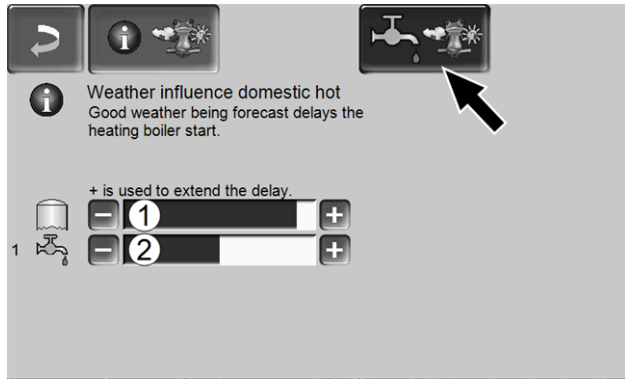 i
i Weather influence domestic hot
Good weather being forecast delays the
heating boiler start.
+ is used to extend the delay.
− 1 +
1 − 2 +